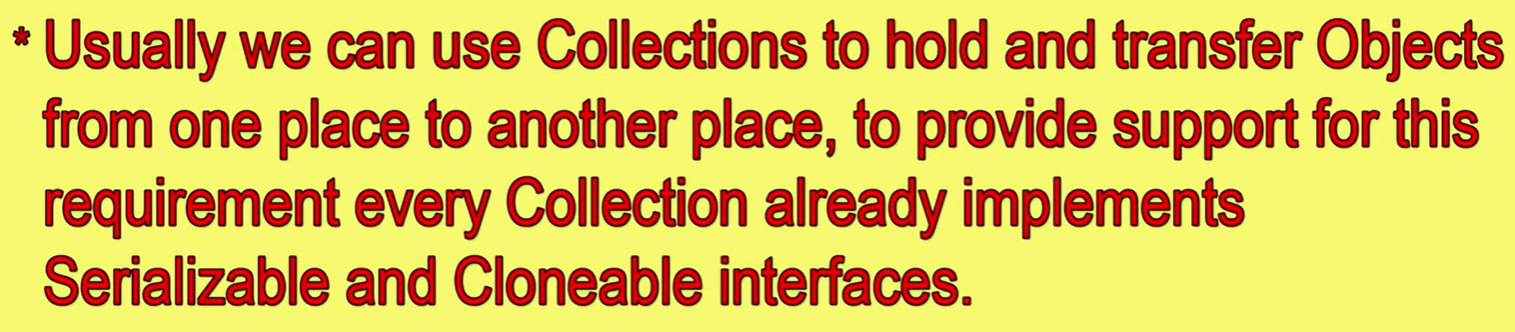 * Usually we can use Collections to hold and transfer Objects
from one place to another place, to provide support for this
requirement every Collection already implements
Serializable and Cloneable interfaces.